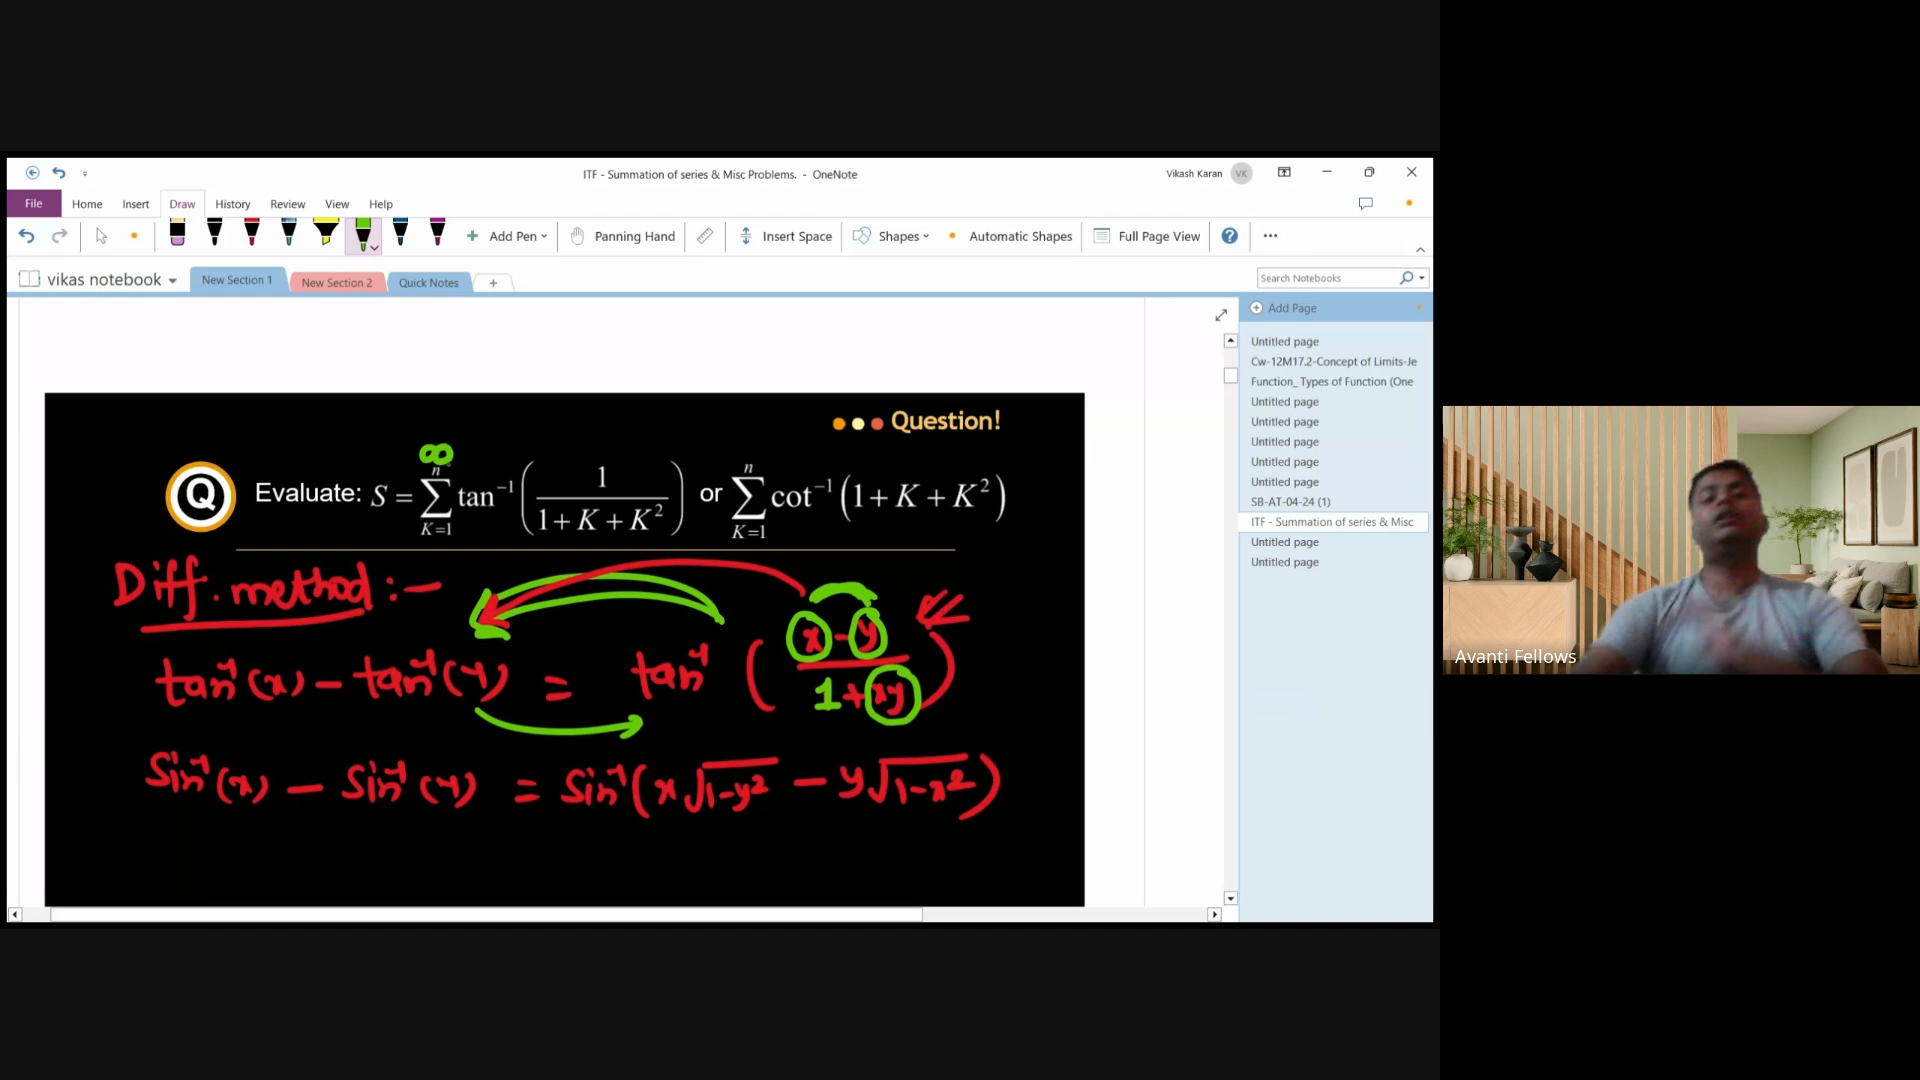 ITF - Summation of series & Misc Problems. - OneNote
Vikash Karan VK
File Home Insert Draw History Review View Help
+ Add Pen Panning Hand Insert Space Shapes Automatic Shapes Full Page View ? ...
vikas notebook New Section 1 New Section 2 Quick Notes +
Search Notebooks
Add Page
Untitled page
Cw-12M17.2-Concept of Limits-Je
Function_ Types of Function (One
Untitled page
Untitled page
Untitled page
Untitled page
Untitled page
SB-AT-04-24 (1)
ITF - Summation of series & Misc
Untitled page
Untitled page
Question!
∞
Q Evaluate: S = ∑_{K=1}^{n} tan⁻¹(1/(1+K+K²)) or ∑_{K=1}^{n} cot⁻¹(1+K+K²)
Diff. method :-
tan⁻¹(x) - tan⁻¹(y) = tan⁻¹((x-y)/(1+xy))
Sin⁻¹(x) - Sin⁻¹(y) = Sin⁻¹(x√(1-y²) - y√(1-x²))
Avanti Fellows